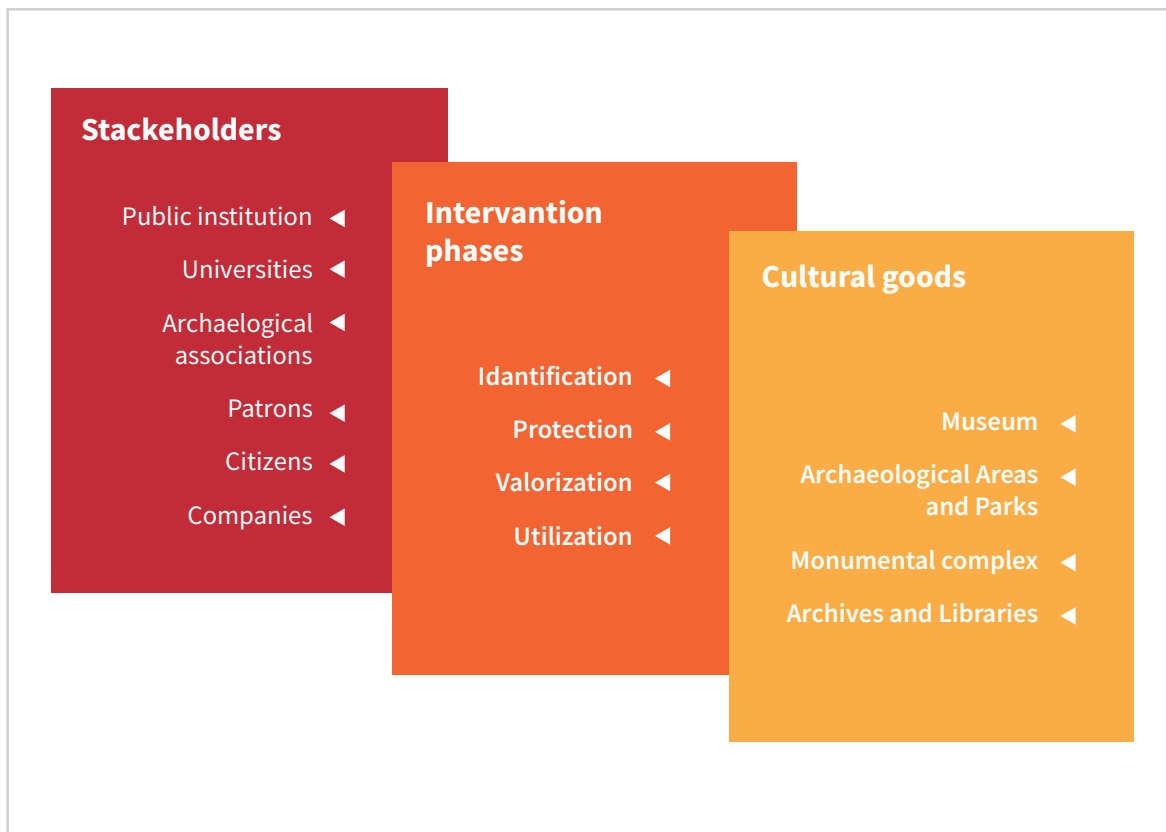 Stackeholders
Public institution
Universities
Archaelogical
associations
Patrons
Citizens
Companies
Intervantion
phases
Idantification
Protection
Valorization
Utilization
Cultural goods
Museum
Archaeological Areas
and Parks
Monumental complex
Archives and Libraries